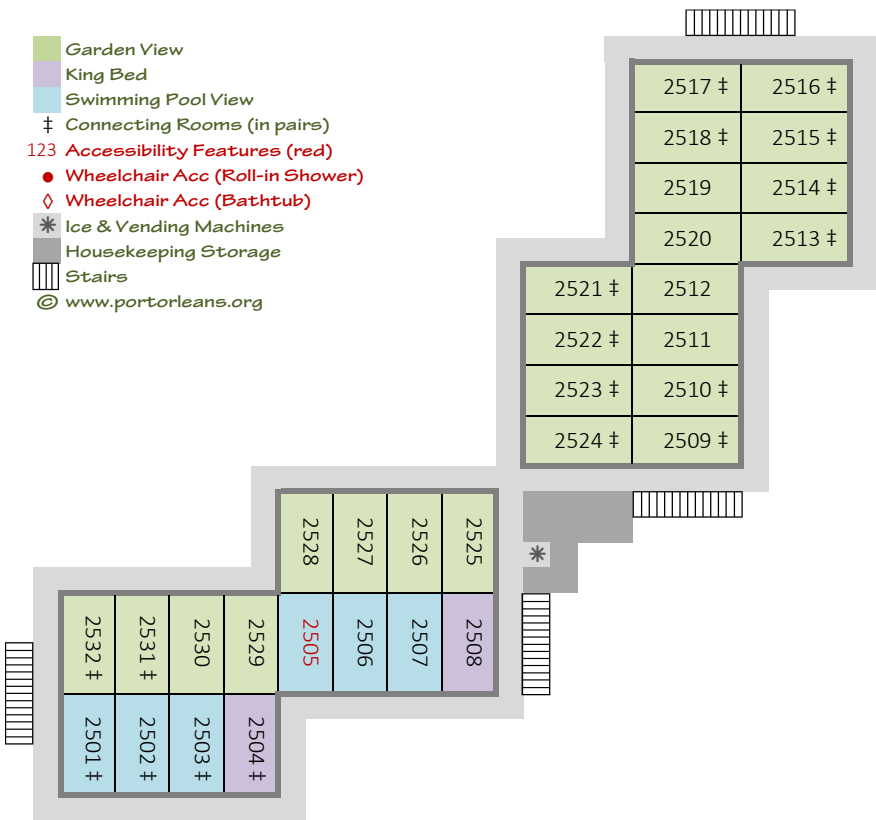 Garden View
King Bed
Swimming Pool View
‡ Connecting Rooms (in pairs)
123 Accessibility Features (red)
● Wheelchair Acc (Roll-in Shower)
◊ Wheelchair Acc (Bathtub)
✳ Ice & Vending Machines
Housekeeping Storage
Stairs
© www.portorleans.org
2517 ‡ 2516 ‡
2518 ‡ 2515 ‡
2519 2514 ‡
2520 2513 ‡
2521 ‡ 2512
2522 ‡ 2511
2523 ‡ 2510 ‡
2524 ‡ 2509 ‡
✳
2528 2527 2526 2525
2505 2506 2507 2508
2532 ‡ 2531 ‡ 2530 2529
2501 ‡ 2502 ‡ 2503 ‡ 2504 ‡